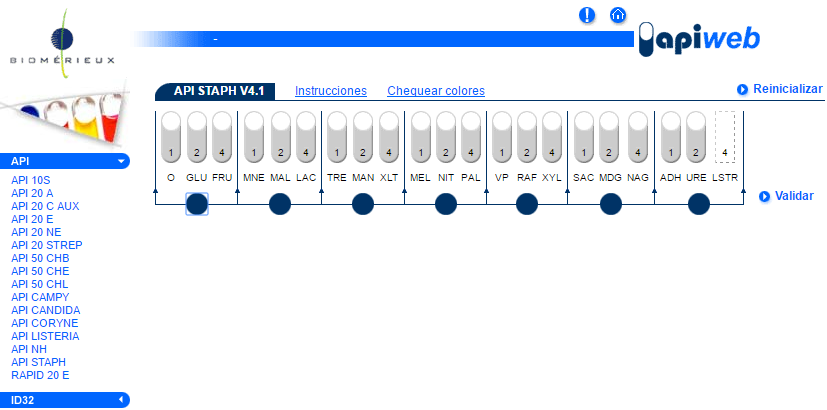 BIOMÉRIEUX
-
apiweb
API STAPH V4.1 Instrucciones Chequear colores Reinicializar
1 2 4 1 2 4 1 2 4 1 2 4 1 2 4 1 2 4 1 2 4
O GLU FRU MNE MAL LAC TRE MAN XLT MEL NIT PAL VP RAF XYL SAC MDG NAG ADH URE LSTR
Validar
API
API 10S
API 20 A
API 20 C AUX
API 20 E
API 20 NE
API 20 STREP
API 50 CHB
API 50 CHE
API 50 CHL
API CAMPY
API CANDIDA
API CORYNE
API LISTERIA
API NH
API STAPH
RAPID 20 E
ID32